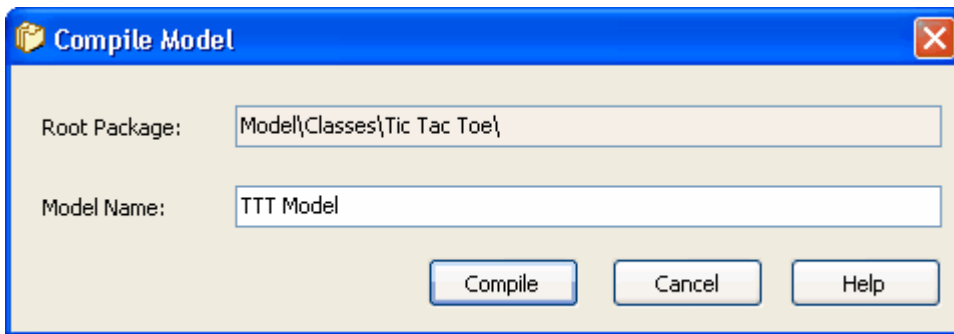 Compile Model
Root Package: Model\Classes\Tic Tac Toe\
Model Name: TTT Model
Compile Cancel Help